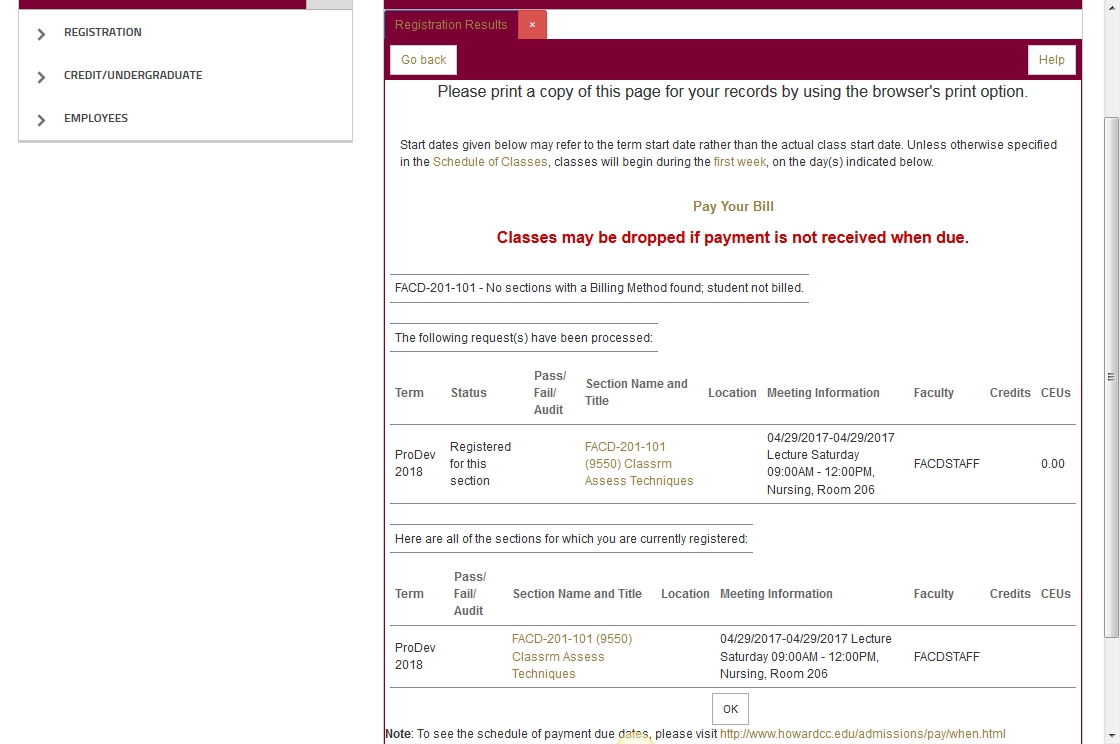 REGISTRATION
CREDIT/UNDERGRADUATE
EMPLOYEES
Registration Results ×
Go back
Help
Please print a copy of this page for your records by using the browser's print option.
Start dates given below may refer to the term start date rather than the actual class start date. Unless otherwise specified
in the Schedule of Classes, classes will begin during the first week, on the day(s) indicated below.
Pay Your Bill
Classes may be dropped if payment is not received when due.
FACD-201-101 - No sections with a Billing Method found; student not billed.
The following request(s) have been processed:
Term
Status
Pass/
Fail/
Audit
Section Name and
Title
Location
Meeting Information
Faculty
Credits
CEUs
ProDev
2018
Registered
for this
section
FACD-201-101
(9550) Classrm
Assess Techniques
04/29/2017-04/29/2017
Lecture Saturday
09:00AM - 12:00PM,
Nursing, Room 206
FACDSTAFF
0.00
Here are all of the sections for which you are currently registered:
Term
Pass/
Fail/
Audit
Section Name and Title
Location
Meeting Information
Faculty
Credits
CEUs
ProDev
2018
FACD-201-101 (9550)
Classrm Assess
Techniques
04/29/2017-04/29/2017 Lecture
Saturday 09:00AM - 12:00PM,
Nursing, Room 206
FACDSTAFF
OK
Note: To see the schedule of payment due dates, please visit http://www.howardcc.edu/admissions/pay/when.html